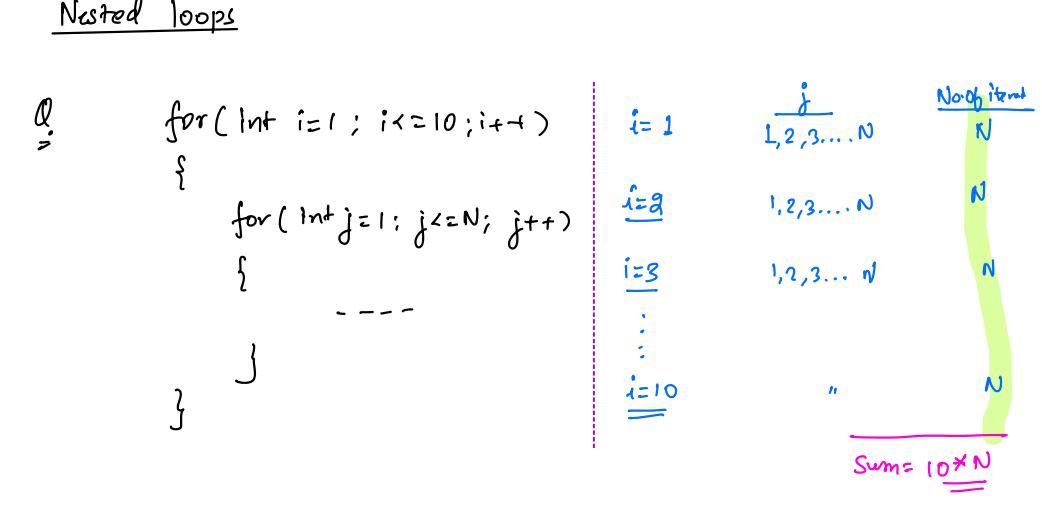 Nested loops
Q. for( Int i=1 ; i<=10 ; i++ )
{
for( Int j=1; j<=N; j++)
{
----
}
}
j No. of iterat
i= 1 1,2,3.... N N
i=2 1,2,3.... N N
i=3 1,2,3... N N
i=10 " N
Sum= 10*N